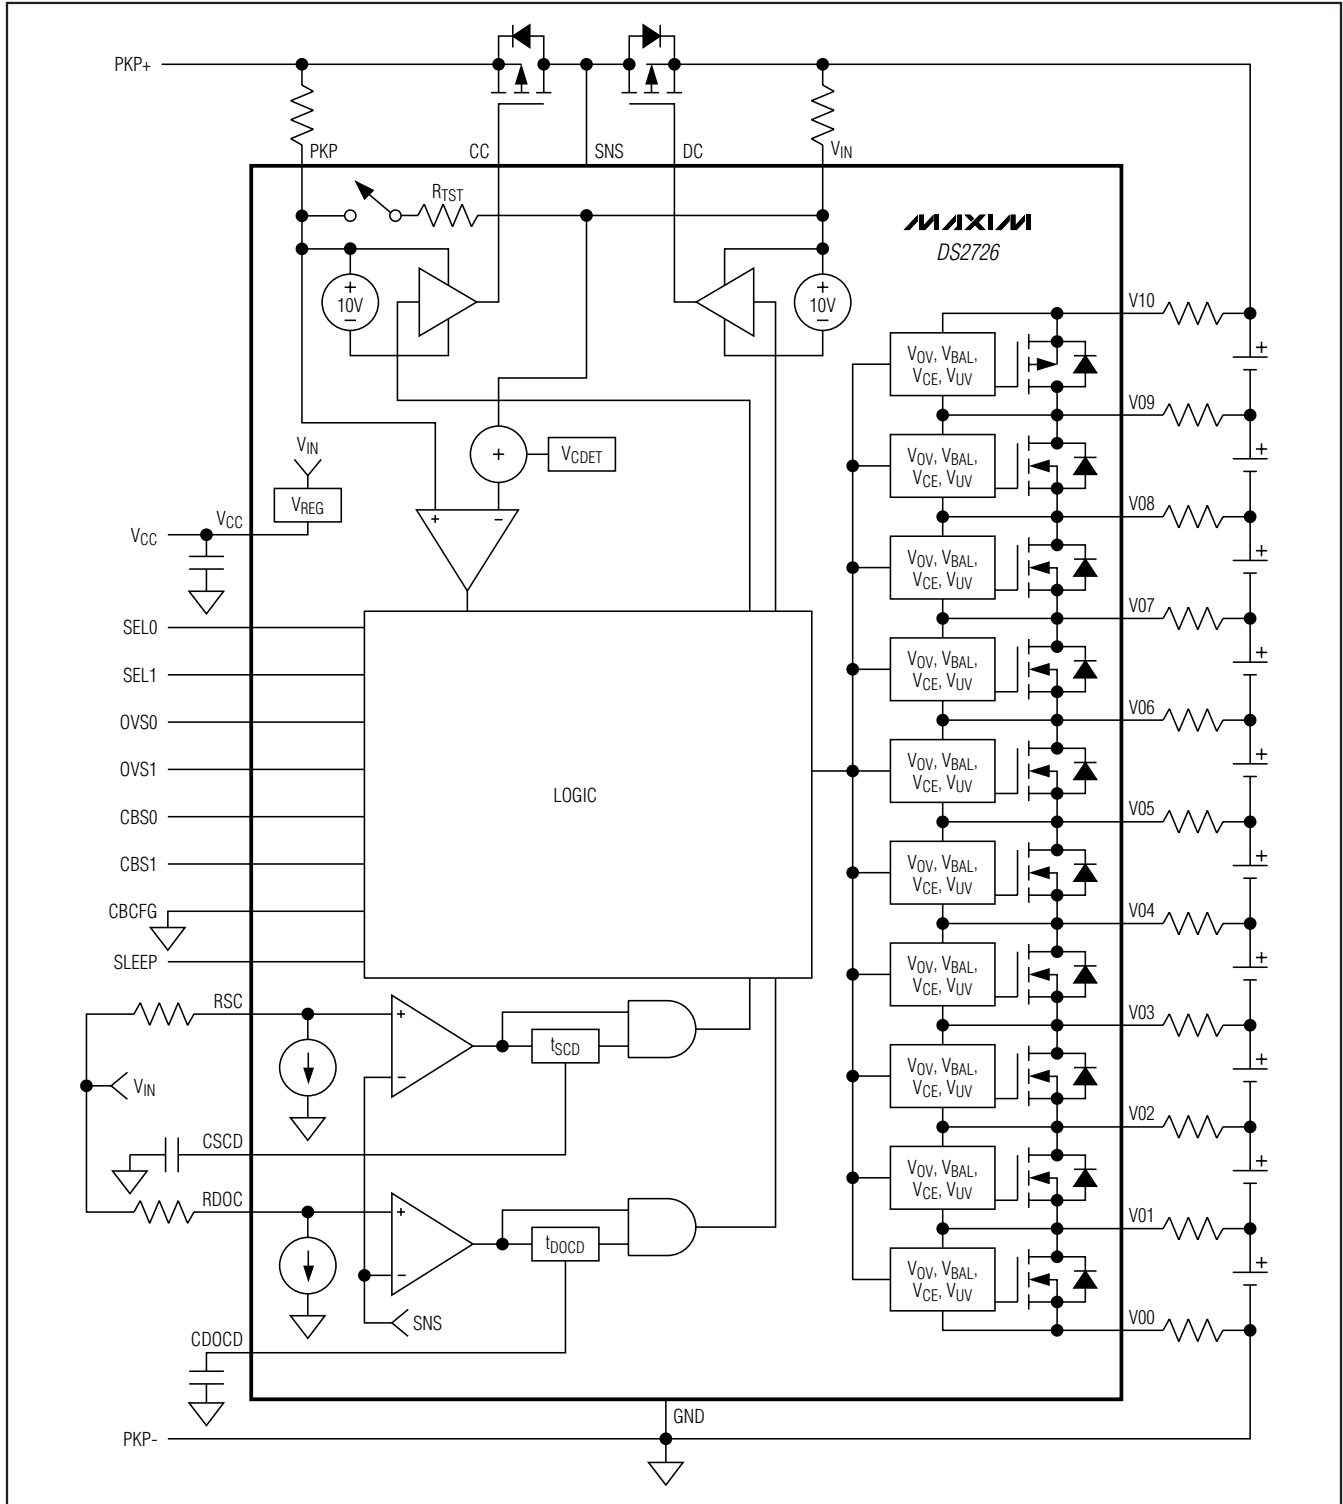 PKP+
PKP
CC
SNS
DC
VIN
RTST
MAXIM
DS2726
+
10V
−
+
10V
−
V10
VOV, VBAL,
VCE, VUV
+
V09
VIN
+
VCDET
VOV, VBAL,
VCE, VUV
+
VREG
V08
VCC
VCC
+
−
VOV, VBAL,
VCE, VUV
+
V07
SEL0
SEL1
VOV, VBAL,
VCE, VUV
+
V06
OVS0
OVS1
VOV, VBAL,
VCE, VUV
+
LOGIC
V05
CBS0
CBS1
VOV, VBAL,
VCE, VUV
+
V04
CBCFG
SLEEP
VOV, VBAL,
VCE, VUV
+
V03
RSC
+
tSCD
−
VIN
VOV, VBAL,
VCE, VUV
+
V02
CSCD
VOV, VBAL,
VCE, VUV
+
V01
RDOC
+
tDOCD
−
VOV, VBAL,
VCE, VUV
+
V00
SNS
CDOCD
GND
PKP-